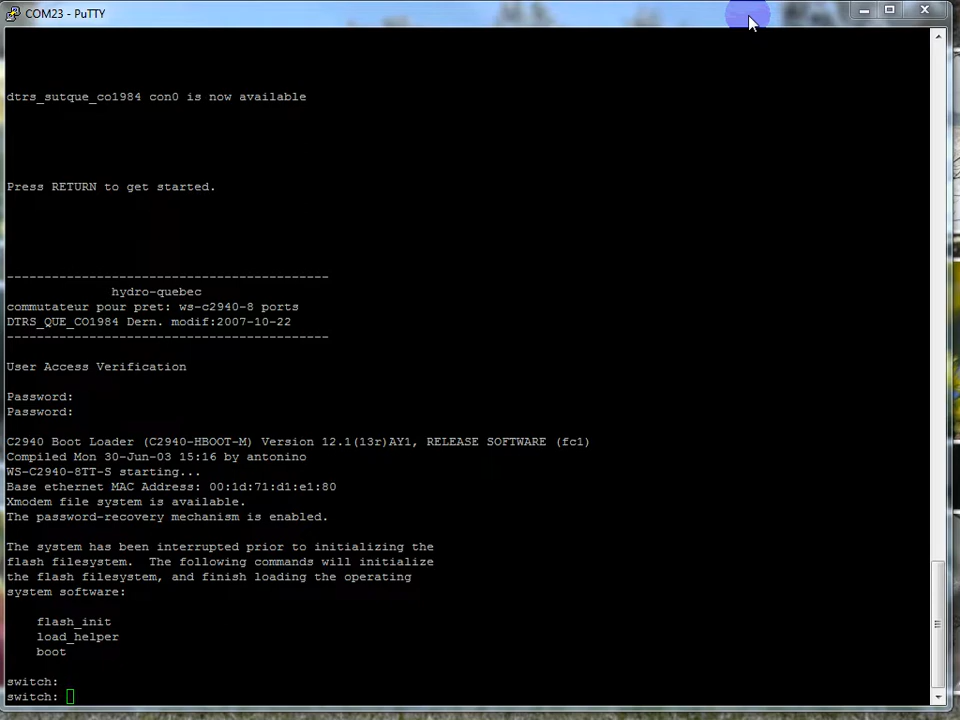 COM23 - PuTTY
dtrs_sutque_co1984 con0 is now available
Press RETURN to get started.
-------------------------------------------
hydro-quebec
commutateur pour pret: ws-c2940-8 ports
DTRS_QUE_CO1984 Dern. modif:2007-10-22
-------------------------------------------
User Access Verification
Password:
Password:
C2940 Boot Loader (C2940-HBOOT-M) Version 12.1(13r)AY1, RELEASE SOFTWARE (fc1)
Compiled Mon 30-Jun-03 15:16 by antonino
WS-C2940-8TT-S starting...
Base ethernet MAC Address: 00:1d:71:d1:e1:80
Xmodem file system is available.
The password-recovery mechanism is enabled.
The system has been interrupted prior to initializing the
flash filesystem.  The following commands will initialize
the flash filesystem, and finish loading the operating
system software:
flash_init
load_helper
boot
switch:
switch: